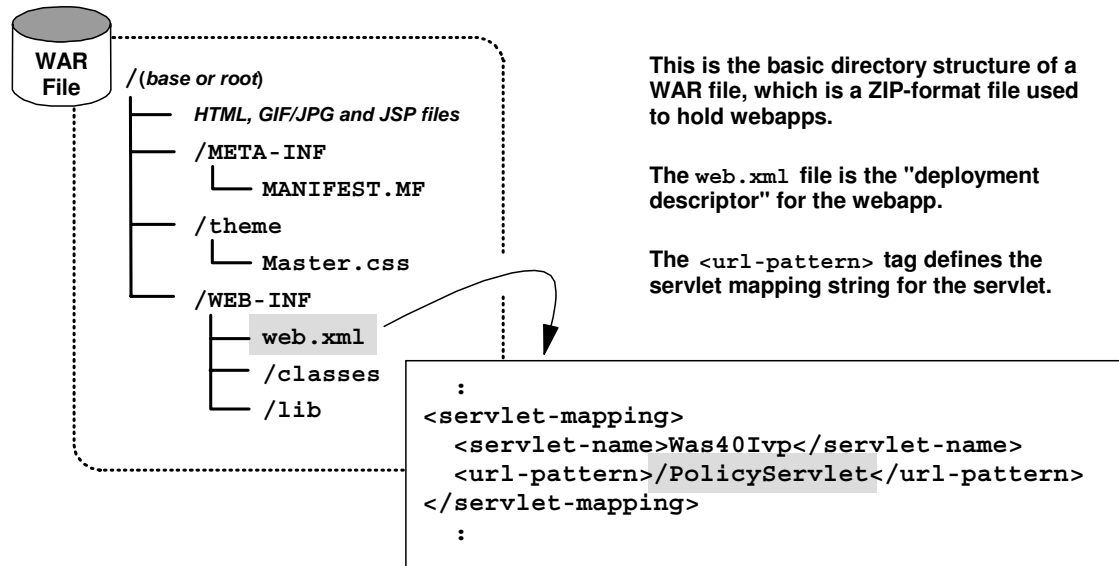 WAR
File
/(base or root)
HTML, GIF/JPG and JSP files
/META-INF
MANIFEST.MF
/theme
Master.css
/WEB-INF
web.xml
/classes
/lib
This is the basic directory structure of a
WAR file, which is a ZIP-format file used
to hold webapps.
The web.xml file is the "deployment
descriptor" for the webapp.
The <url-pattern> tag defines the
servlet mapping string for the servlet.
:
<servlet-mapping>
<servlet-name>Was40Ivp</servlet-name>
<url-pattern>/PolicyServlet</url-pattern>
</servlet-mapping>
: